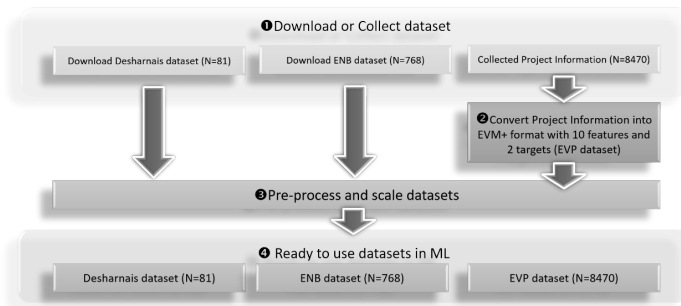 ❶Download or Collect dataset
Download Desharnais dataset (N=81)
Download ENB dataset (N=768)
Collected Project Information (N=8470)
❷Convert Project Information into
EVM+ format with 10 features and
2 targets (EVP dataset)
❸Pre-process and scale datasets
❹ Ready to use datasets in ML
Desharnais dataset (N=81)
ENB dataset (N=768)
EVP dataset (N=8470)